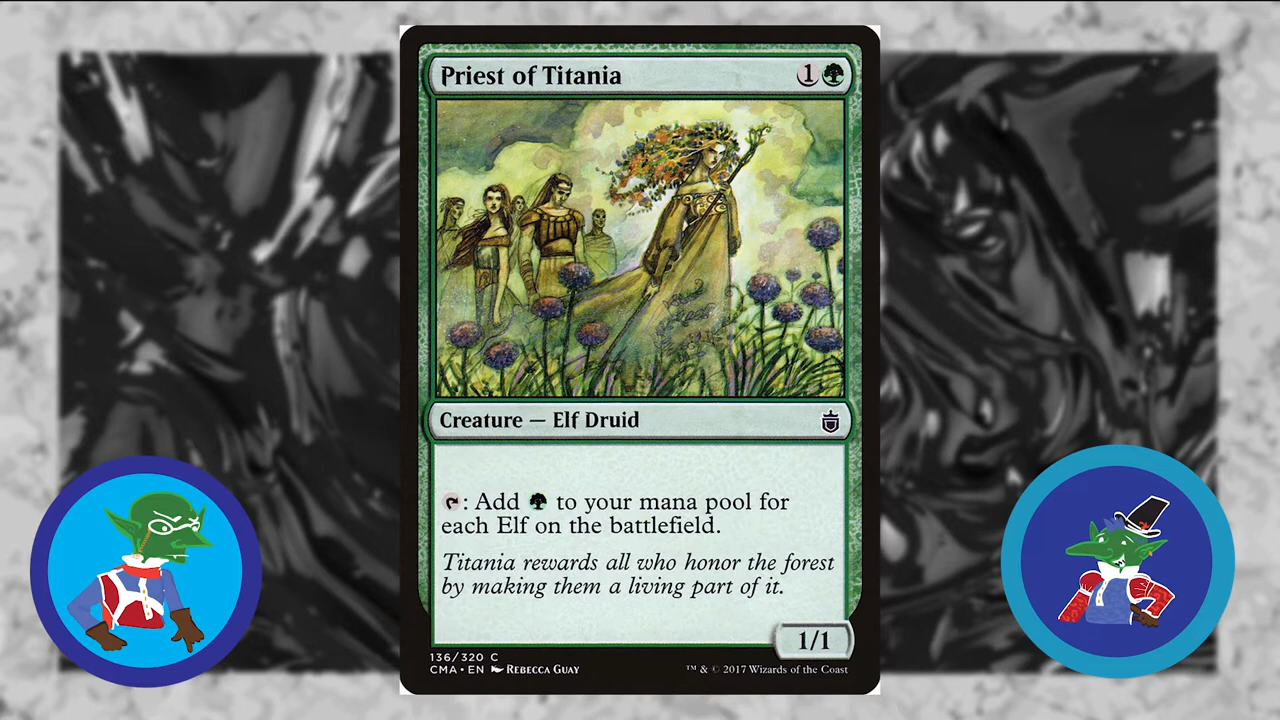 Priest of Titania 1
Creature — Elf Druid
: Add to your mana pool for
each Elf on the battlefield.
Titania rewards all who honor the forest
by making them a living part of it.
1/1
136/320 C
CMA • EN Rebecca Guay
™ & © 2017 Wizards of the Coast